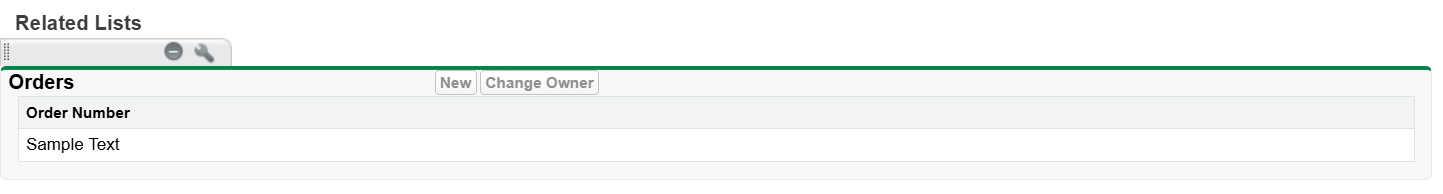 Related Lists
Orders New Change Owner
Order Number
Sample Text